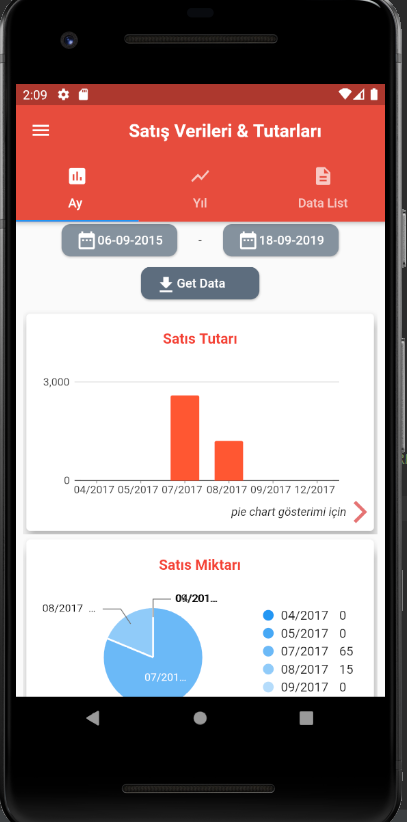 2:09
Satış Verileri & Tutarları
Ay Yıl Data List
06-09-2015 - 18-09-2019
Get Data
Satıs Tutarı
3,000
0
04/2017 05/2017 07/2017 08/2017 09/2017 12/2017
pie chart gösterimi için
Satıs Miktarı
08/2017 ...
07/201...
04/2017 0
05/2017 0
07/2017 65
08/2017 15
09/2017 0